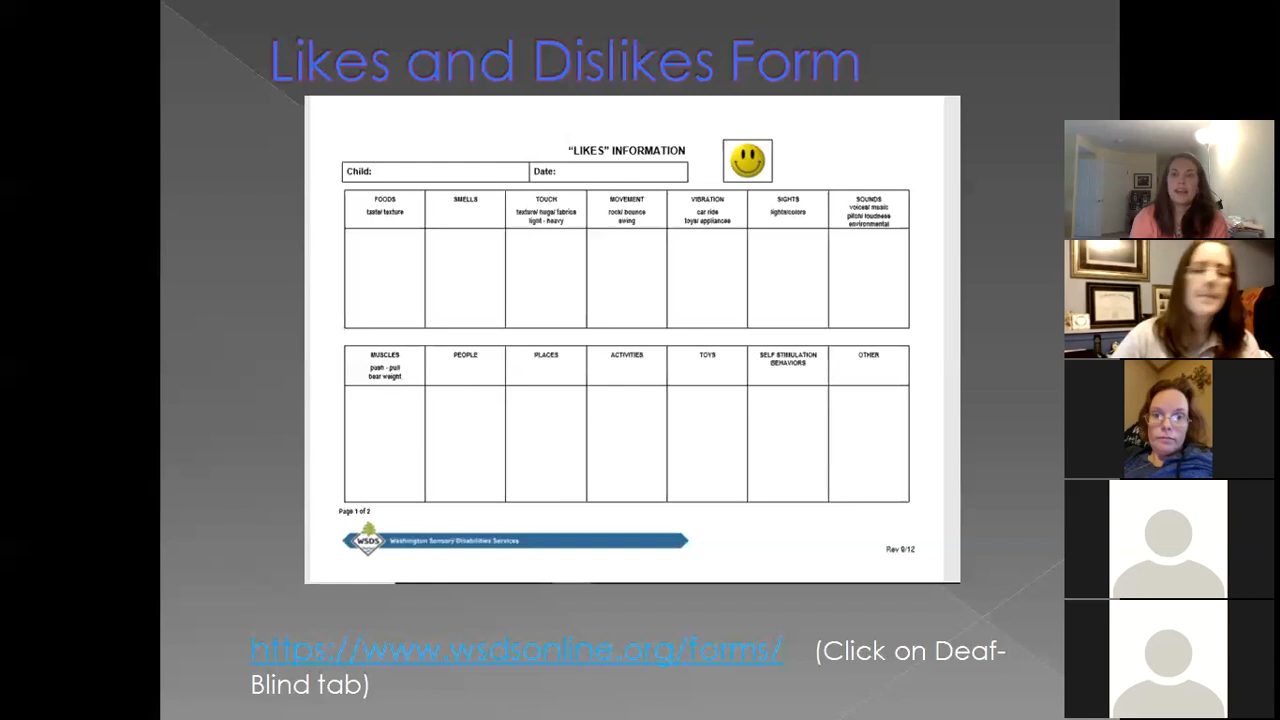 Likes and Dislikes Form
"LIKES" INFORMATION
Child: Date:
FOODS SMELLS TOUCH MOVEMENT VIBRATION SIGHTS SOUNDS
taste/ texture texture/ hugs/ fabrics rock/ bounce car ride lights/colors voices/ music
light - heavy swing toys/ appliances pitch/ loudness
environmental
MUSCLES PEOPLE PLACES ACTIVITIES TOYS SELF STIMULATION OTHER
push - pull BEHAVIORS
bear weight
Page 1 of 2
WSDS Washington Sensory Disabilities Services
Rev 9/12
https://www.wsdsonline.org/Forms/ (Click on Deaf-
Blind tab)